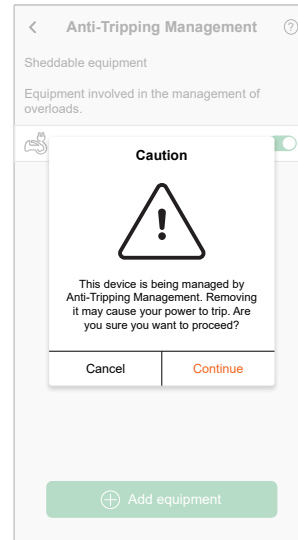 Anti-Tripping Management
Sheddable equipment
Equipment involved in the management of
overloads.
Caution
This device is being managed by
Anti-Tripping Management. Removing
it may cause your power to trip. Are
you sure you want to proceed?
Cancel Continue
Add equipment